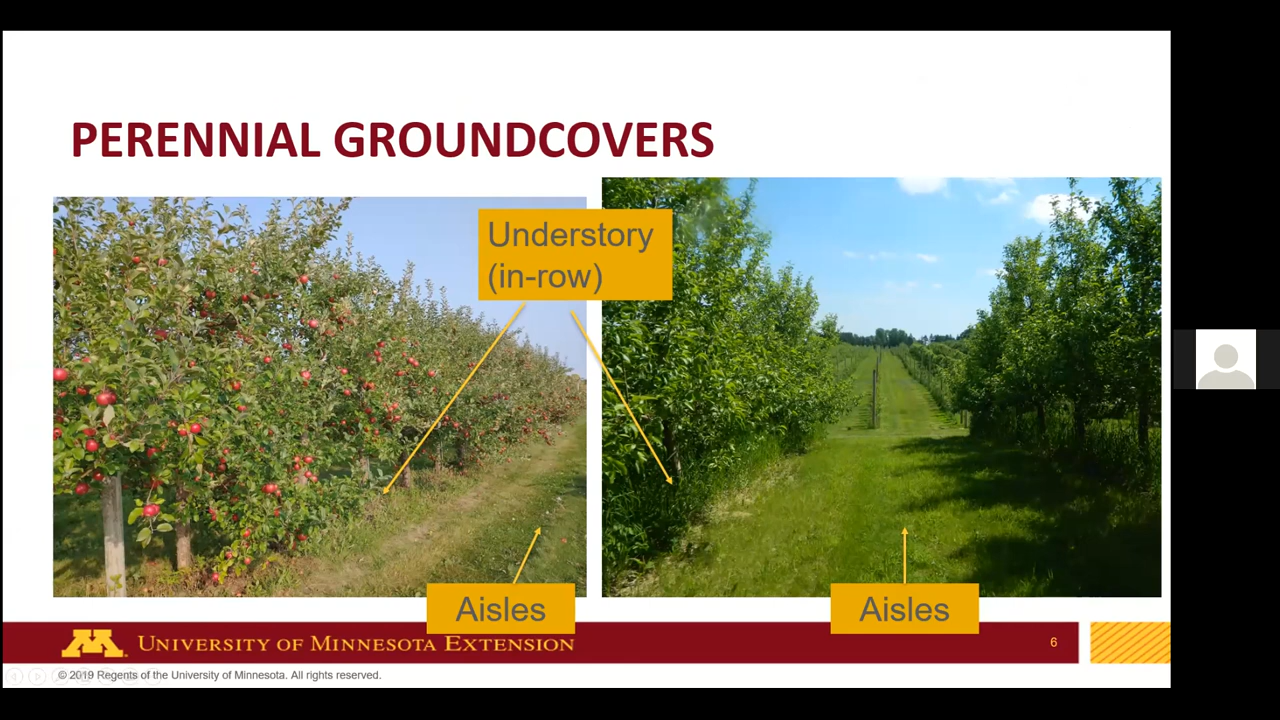 PERENNIAL GROUNDCOVERS
Understory
(in-row)
Aisles
Aisles
UNIVERSITY OF MINNESOTA EXTENSION
6
© 2019 Regents of the University of Minnesota. All rights reserved.